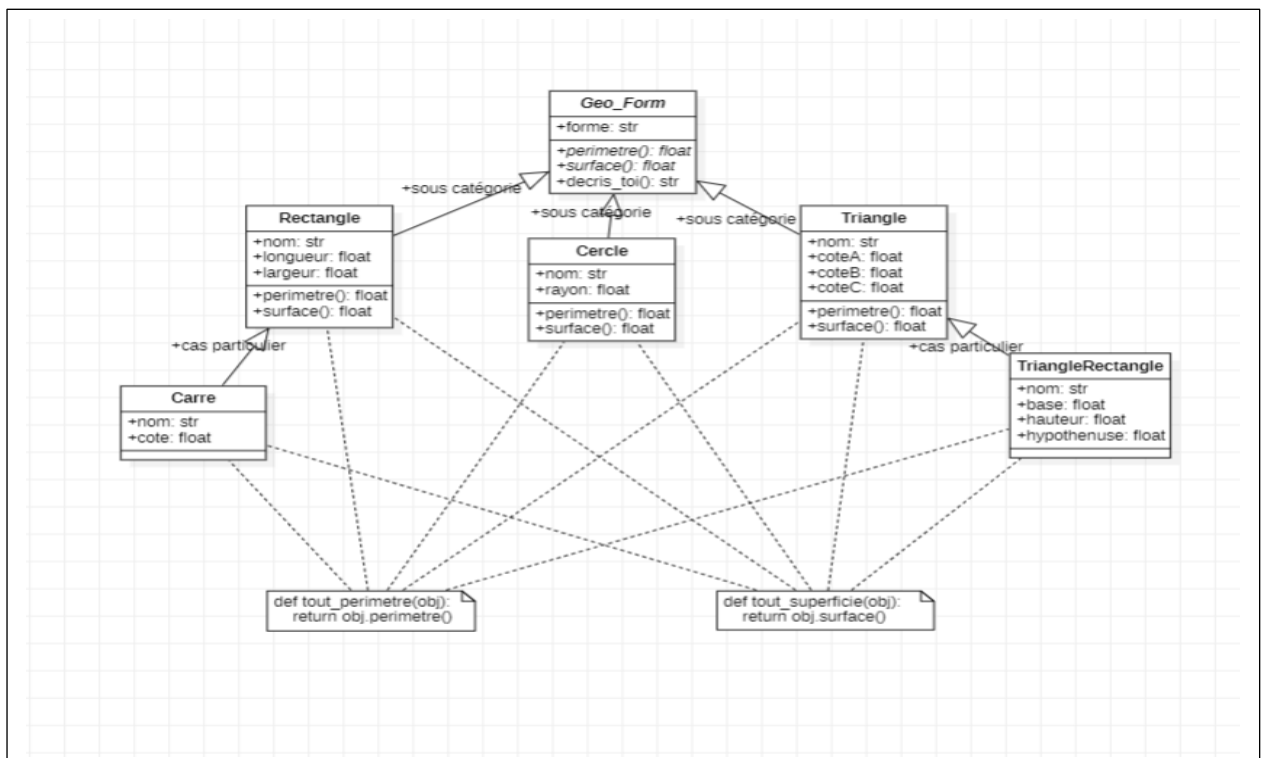 Geo_Form
+forme: str
+perimetre(): float
+surface(): float
+decris_toi(): str
+sous catégorie
+sous catégorie
+sous catégorie
Rectangle
+nom: str
+longueur: float
+largeur: float
+perimetre(): float
+surface(): float
Cercle
+nom: str
+rayon: float
+perimetre(): float
+surface(): float
Triangle
+nom: str
+coteA: float
+coteB: float
+coteC: float
+perimetre(): float
+surface(): float
+cas particulier
+cas particulier
Carre
+nom: str
+cote: float
TriangleRectangle
+nom: str
+base: float
+hauteur: float
+hypothenuse: float
def tout_perimetre(obj):
return obj.perimetre()
def tout_superficie(obj):
return obj.surface()